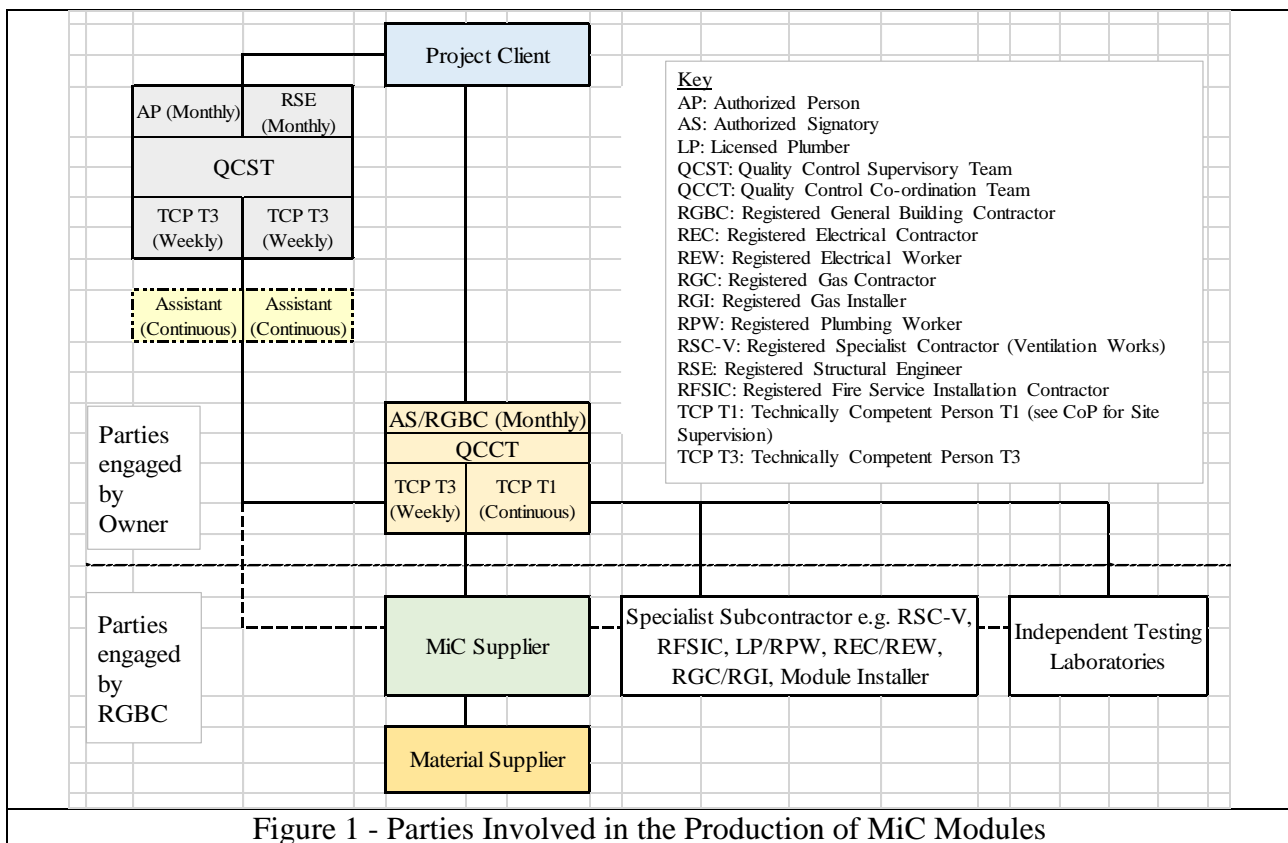 Project Client
AP (Monthly)
RSE
(Monthly)
QCST
TCP T3
(Weekly)
TCP T3
(Weekly)
Assistant
(Continuous)
Assistant
(Continuous)
Key
AP: Authorized Person
AS: Authorized Signatory
LP: Licensed Plumber
QCST: Quality Control Supervisory Team
QCCT: Quality Control Co-ordination Team
RGBC: Registered General Building Contractor
REC: Registered Electrical Contractor
REW: Registered Electrical Worker
RGC: Registered Gas Contractor
RGI: Registered Gas Installer
RPW: Registered Plumbing Worker
RSC-V: Registered Specialist Contractor (Ventilation Works)
RSE: Registered Structural Engineer
RFSIC: Registered Fire Service Installation Contractor
TCP T1: Technically Competent Person T1 (see CoP for Site
Supervision)
TCP T3: Technically Competent Person T3
Parties
engaged
by
Owner
AS/RGBC (Monthly)
QCCT
TCP T3
(Weekly)
TCP T1
(Continuous)
Parties
engaged
by
RGBC
MiC Supplier
Specialist Subcontractor e.g. RSC-V,
RFSIC, LP/RPW, REC/REW,
RGC/RGI, Module Installer
Independent Testing
Laboratories
Material Supplier
Figure 1 - Parties Involved in the Production of MiC Modules